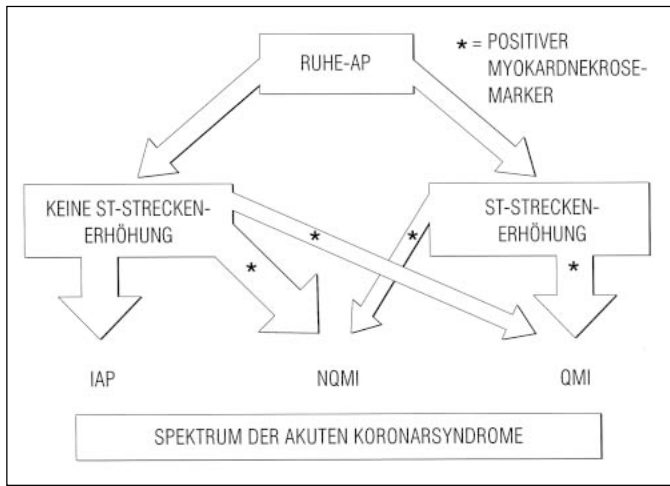 RUHE-AP
* = POSITIVER
MYOKARDNEKROSE-
MARKER
KEINE ST-STRECKEN-
ERHÖHUNG
ST-STRECKEN-
ERHÖHUNG
*
*
*
*
IAP
NQMI
QMI
SPEKTRUM DER AKUTEN KORONARSYNDROME